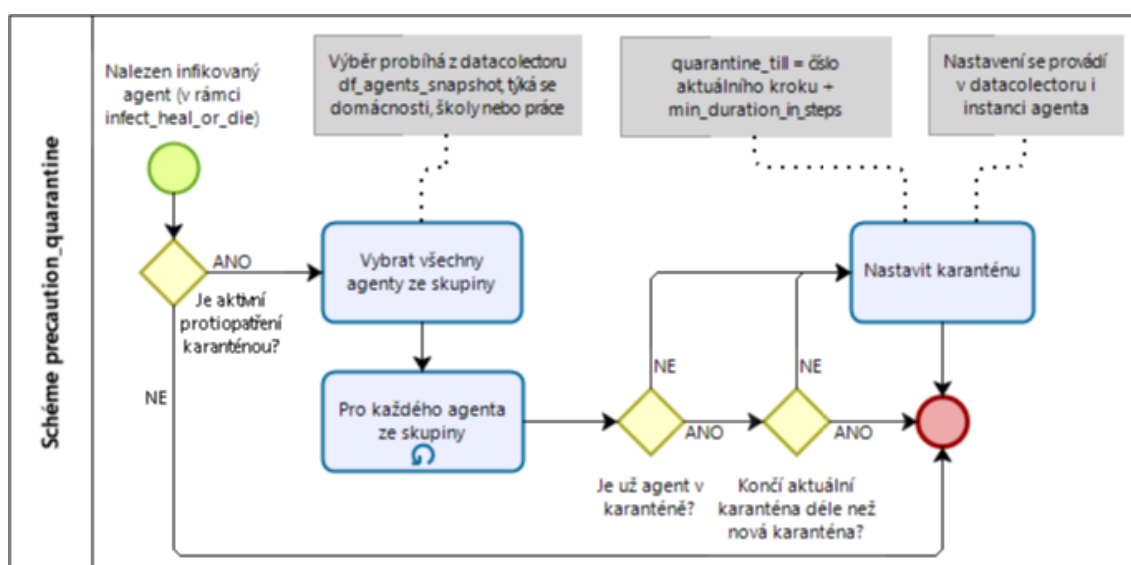 Schéme precaution_quarantine
Nalezen infikovaný
agent (v rámci
infect_heal_or_die)
Výběr probíhá z datacolectoru
df_agents_snapshot, týká se
domácnosti, školy nebo práce
quarantine_till = číslo
aktuálního kroku +
min_duration_in_steps
Nastavení se provádí
v datacolectoru i
instanci agenta
ANO
Je aktivní
protiopatření
karanténou?
NE
Vybrat všechny
agenty ze skupiny
Pro každého agenta
ze skupiny
NE
ANO
Je už agent v
karanténě?
NE
ANO
Končí aktuální
karanténa déle než
nová karanténa?
Nastavit karanténu